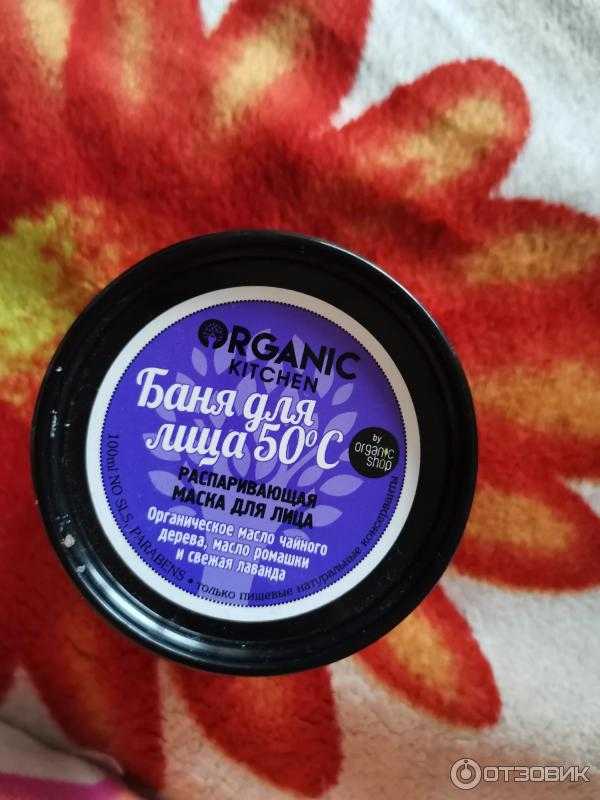 ORGANIC
KITCHEN
Баня для
лица 50°C
by
organic
shop
РАСПАРИВАЮЩАЯ
МАСКА ДЛЯ ЛИЦА
Органическое масло чайного
дерева, масло ромашки
и свежая лаванда
100ml NO SLS, PARABENS • только пищевые натуральные консерванты
ОТЗОВИК